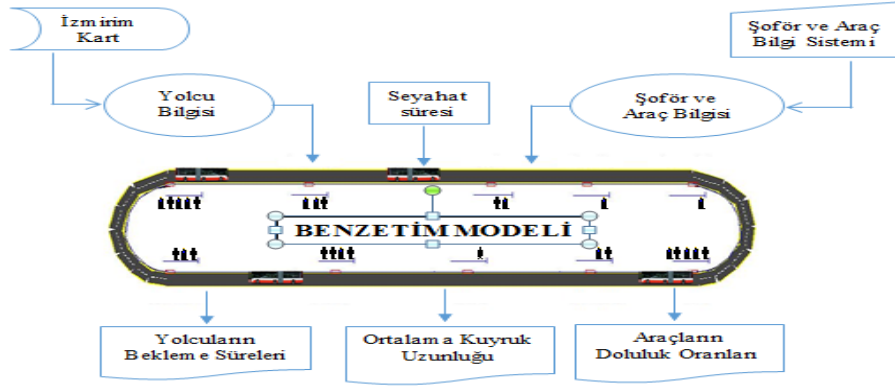 İzmirim
Kart
Şoför ve Araç
Bilgi Sistemi
Yolcu
Bilgisi
Seyahat
süresi
Şoför ve
Araç Bilgisi
BENZETİM MODELİ
Yolcuların
Bekleme Süreleri
Ortalama Kuyruk
Uzunluğu
Araçların
Doluluk Oranları